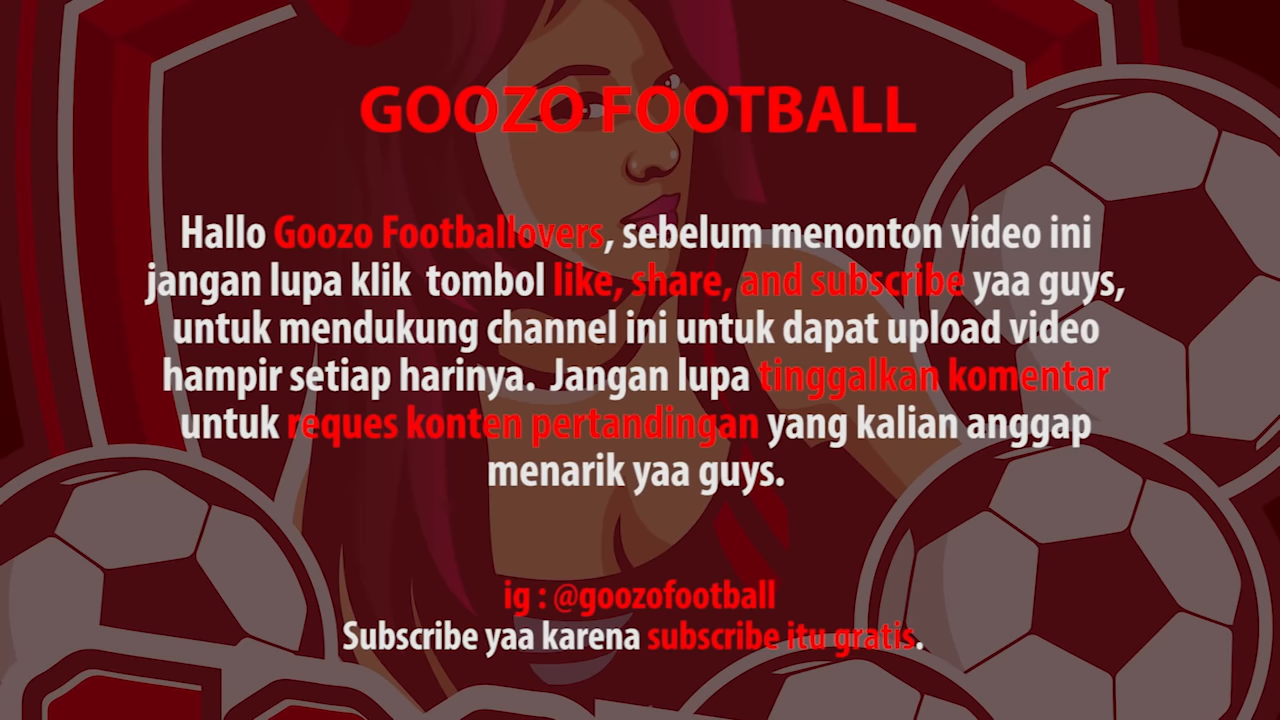 GOOZO FOOTBALL
Hallo Goozo Footballovers, sebelum menonton video ini
jangan lupa klik tombol like, share, and subscribe yaa guys,
untuk mendukung channel ini untuk dapat upload video
hampir setiap harinya. Jangan lupa tinggalkan komentar
untuk reques konten pertandingan yang kalian anggap
menarik yaa guys.
ig : @goozofootball
Subscribe yaa karena subscribe itu gratis.